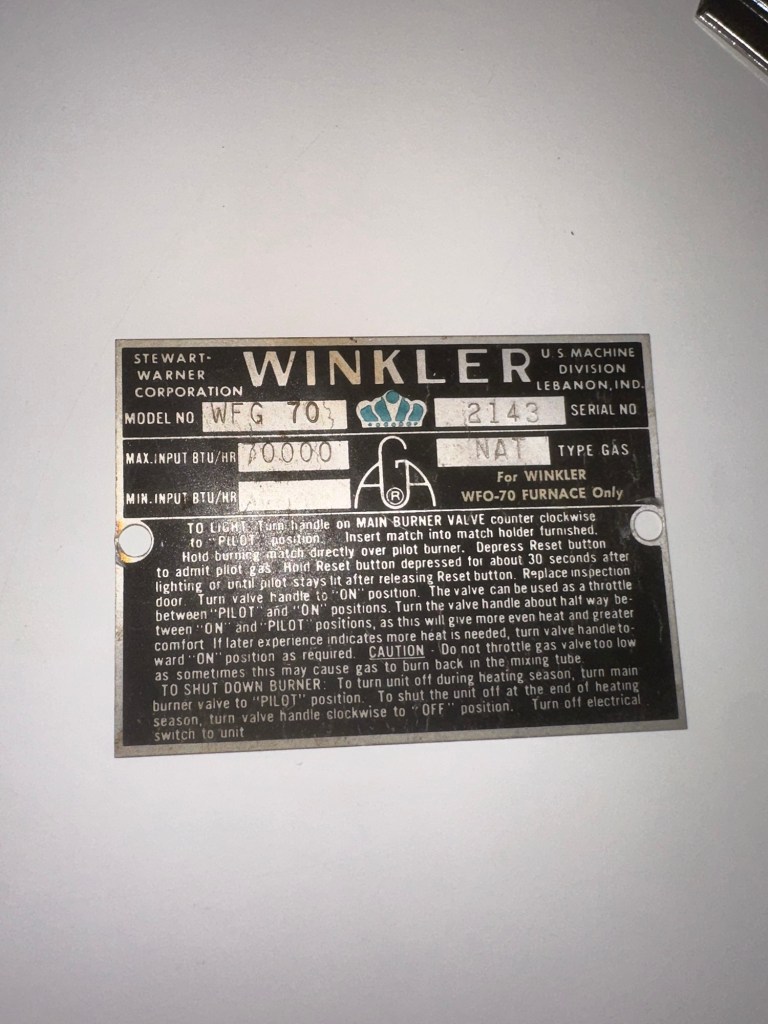 STEWART-
WARNER
CORPORATION
WINKLER
U.S. MACHINE
DIVISION
LEBANON, IND.
MODEL NO WFG 70
2143 SERIAL NO
MAX. INPUT BTU/HR 70000
NAT TYPE GAS
MIN. INPUT BTU/HR
AGA ®
For WINKLER
WFO-70 FURNACE Only
TO LIGHT: Turn handle on MAIN BURNER VALVE counter clockwise
to "PILOT" position. Insert match into match holder furnished.
Hold burning match directly over pilot burner. Depress Reset button
to admit pilot gas. Hold Reset button depressed for about 30 seconds after
lighting or until pilot stays lit after releasing Reset button. Replace inspection
door. Turn valve handle to "ON" position. The valve can be used as a throttle
between "PILOT" and "ON" positions. Turn the valve handle about half way be-
tween "ON" and "PILOT" positions, as this will give more even heat and greater
comfort. If later experience indicates more heat is needed, turn valve handle to-
ward "ON" position as required. CAUTION - Do not throttle gas valve too low
as sometimes this may cause gas to burn back in the mixing tube.
TO SHUT DOWN BURNER: To turn unit off during heating season, turn main
burner valve to "PILOT" position. To shut the unit off at the end of heating
season, turn valve handle clockwise to "OFF" position. Turn off electrical
switch to unit